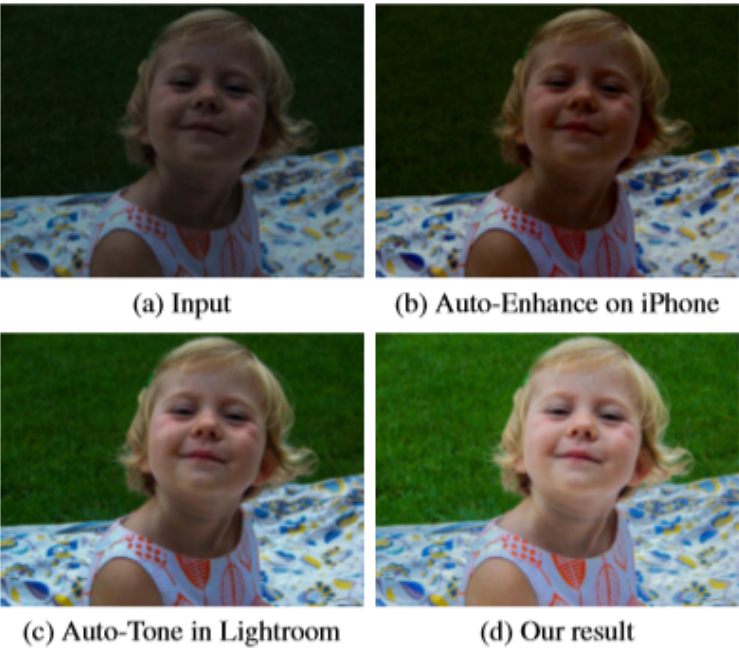 (a) Input
(b) Auto-Enhance on iPhone
(c) Auto-Tone in Lightroom
(d) Our result